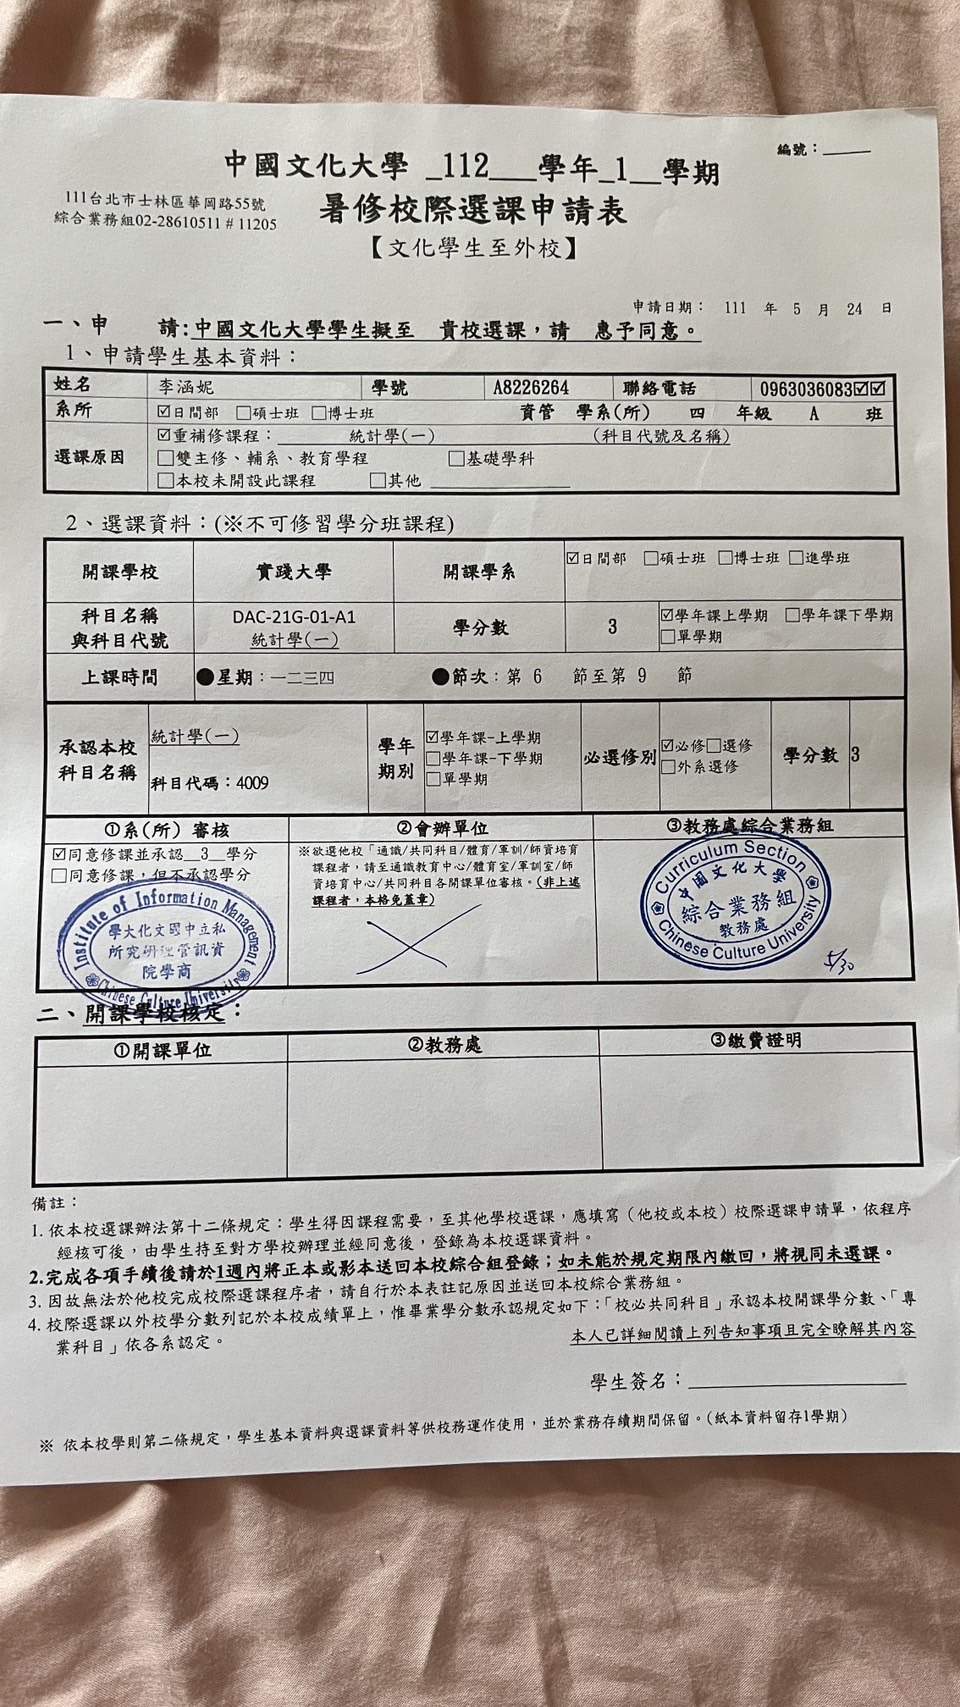 編號：_____
中國文化大學 _112___學年_1__學期
111台北市士林區華岡路55號
綜合業務組02-28610511 # 11205
暑修校際選課申請表
【文化學生至外校】
申請日期： 111 年 5 月 24 日
一、申 請:中國文化大學學生擬至 貴校選課，請 惠予同意。
1、申請學生基本資料：
姓名 李涵妮 學號 A8226264 聯絡電話 0963036083☑☑
系所 ☑日間部 □碩士班 □博士班 資管 學系(所) 四 年級 A 班
選課原因 ☑重補修課程： 統計學(一) (科目代號及名稱)
□雙主修、輔系、教育學程 □基礎學科
□本校未開設此課程 □其他 ____________
2、選課資料：(※不可修習學分班課程)
開課學校 實踐大學 開課學系 ☑日間部 □碩士班 □博士班 □進學班
科目名稱與科目代號 DAC-21G-01-A1 統計學(一) 學分數 3 ☑學年課上學期 □學年課下學期 □單學期
上課時間 ●星期：一二三四 ●節次：第 6 節至第 9 節
承認本校科目名稱 統計學(一) 科目代碼：4009 學年期別 ☑學年課-上學期 □學年課-下學期 □單學期 必選修別 ☑必修□選修 □外系選修 學分數 3
①系(所) 審核 ②會辦單位 ③教務處綜合業務組
☑同意修課並承認__3__學分
□同意修課，但不承認學分
※欲選他校「通識/共同科目/體育/軍訓/師資培育
課程者，請至通識教育中心/體育室/軍訓室/師
資培育中心/共同科目各開課單位審核。(非上述
課程者，本格免蓋章)
Institute of Information Management
私立中國文化大學
資訊管理研究所
商學院
Chinese Culture University
Curriculum Section
中國文化大學
綜合業務組
教務處
Chinese Culture University
5/30
二、開課學校核定：
①開課單位 ②教務處 ③繳費證明
備註：
1. 依本校選課辦法第十二條規定：學生得因課程需要，至其他學校選課，應填寫（他校或本校）校際選課申請單，依程序
經核可後，由學生持至對方學校辦理並經同意後，登錄為本校選課資料。
2.完成各項手續後請於1週內將正本或影本送回本校綜合組登錄；如未能於規定期限內繳回，將視同未選課。
3. 因故無法於他校完成校際選課程序者，請自行於本表註記原因並送回本校綜合業務組。
4. 校際選課以外校學分數列記於本校成績單上，惟畢業學分數承認規定如下：「校必共同科目」承認本校開課學分數、「專
業科目」依各系認定。
本人已詳細閱讀上列告知事項且完全瞭解其內容
學生簽名：____________________
※ 依本校學則第二條規定，學生基本資料與選課資料等供校務運作使用，並於業務存續期間保留。(紙本資料留存1學期)